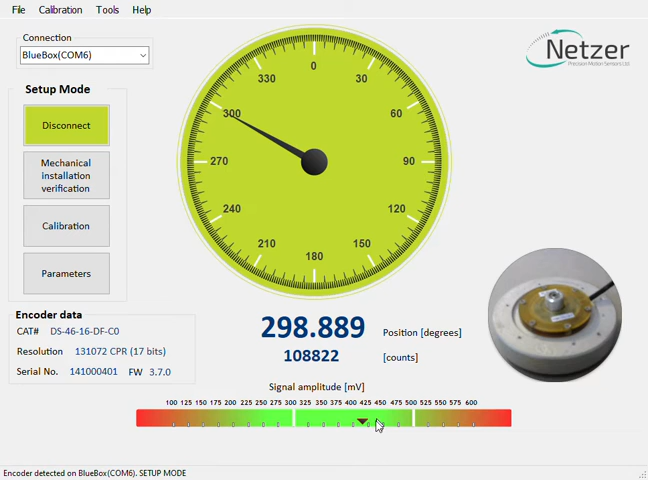 File Calibration Tools Help
Connection
BlueBox(COM6)
Netzer
Precision Motion Sensors Ltd.
Setup Mode
Disconnect
Mechanical
installation
verification
Calibration
Parameters
0
30
60
90
120
150
180
210
240
270
300
330
Encoder data
CAT# DS-46-16-DF-C0
Resolution 131072 CPR (17 bits)
Serial No. 141000401 FW 3.7.0
298.889 Position [degrees]
108822 [counts]
Signal amplitude [mV]
100 125 150 175 200 225 250 275 300 325 350 375 400 425 450 475 500 525 550 575 600
Encoder detected on BlueBox(COM6). SETUP MODE